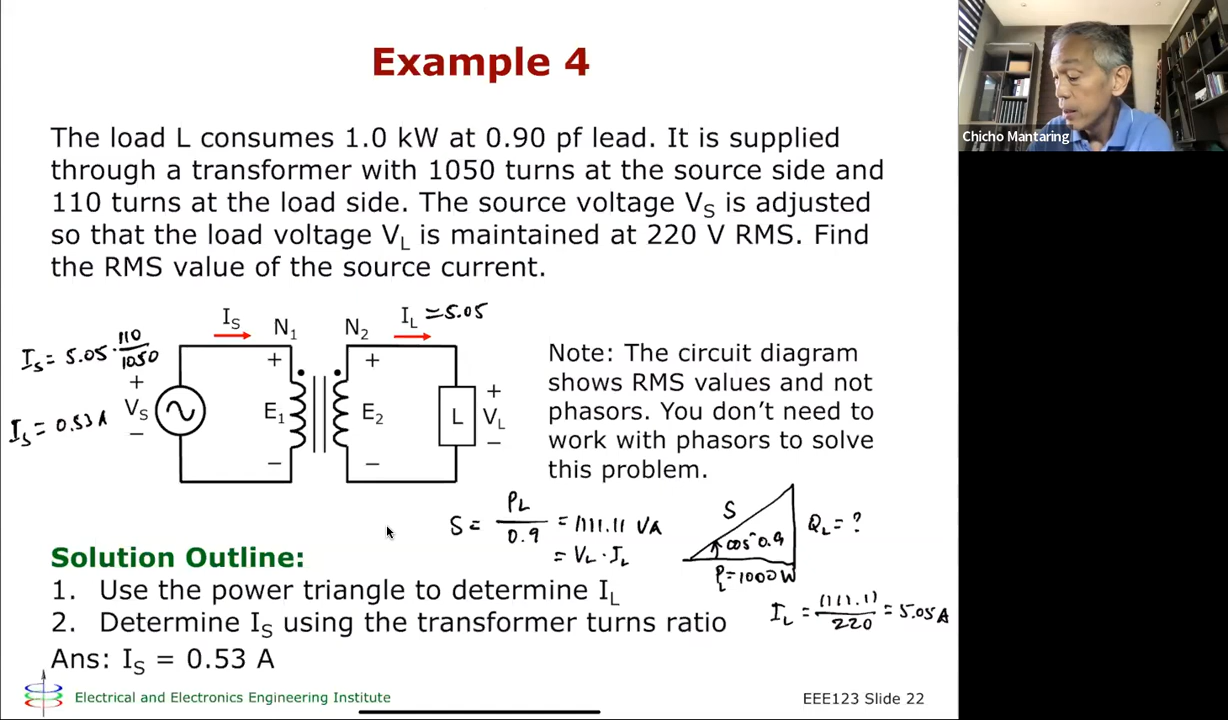 Example 4
Chicho Mantaring
The load L consumes 1.0 kW at 0.90 pf lead. It is supplied
through a transformer with 1050 turns at the source side and
110 turns at the load side. The source voltage VS is adjusted
so that the load voltage VL is maintained at 220 V RMS. Find
the RMS value of the source current.
IS = 5.05 · 110/1050
IS = 0.53 A
IS
N1
N2
IL = 5.05
+
VS
−
+
E1
−
+
E2
−
L
+
VL
−
Note: The circuit diagram
shows RMS values and not
phasors. You don't need to
work with phasors to solve
this problem.
S = PL/0.9 = 1111.11 VA
= VL · IL
S
QL = ?
cos⁻¹ 0.9
PL = 1000 W
IL = 1111.1/220 = 5.05 A
Solution Outline:
1. Use the power triangle to determine IL
2. Determine IS using the transformer turns ratio
Ans: IS = 0.53 A
Electrical and Electronics Engineering Institute
EEE123 Slide 22